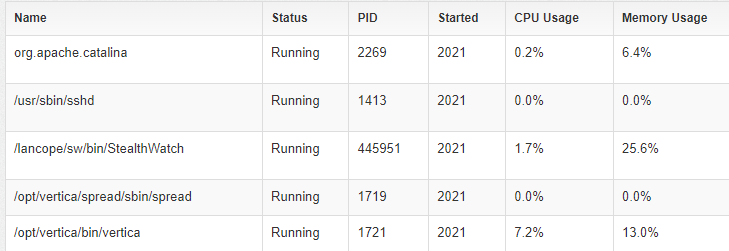 Name Status PID Started CPU Usage Memory Usage
org.apache.catalina Running 2269 2021 0.2% 6.4%
/usr/sbin/sshd Running 1413 2021 0.0% 0.0%
/lancope/sw/bin/StealthWatch Running 445951 2021 1.7% 25.6%
/opt/vertica/spread/sbin/spread Running 1719 2021 0.0% 0.0%
/opt/vertica/bin/vertica Running 1721 2021 7.2% 13.0%